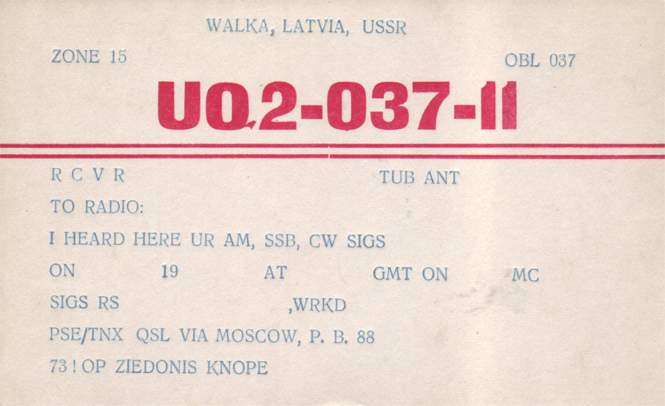 WALKA, LATVIA, USSR
ZONE 15 OBL 037
UQ2-037-11
R C V R TUB ANT
TO RADIO:
I HEARD HERE UR AM, SSB, CW SIGS
ON 19 AT GMT ON MC
SIGS RS ,WRKD
PSE/TNX QSL VIA MOSCOW, P. B. 88
73 ! OP ZIEDONIS KNOPE